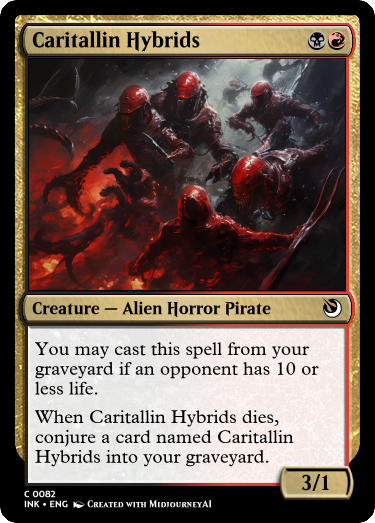 Caritallin Hybrids
Creature — Alien Horror Pirate
You may cast this spell from your
graveyard if an opponent has 10 or
less life.
When Caritallin Hybrids dies,
conjure a card named Caritallin
Hybrids into your graveyard.
3/1
C 0082
INK • ENG Created with MidjourneyAI